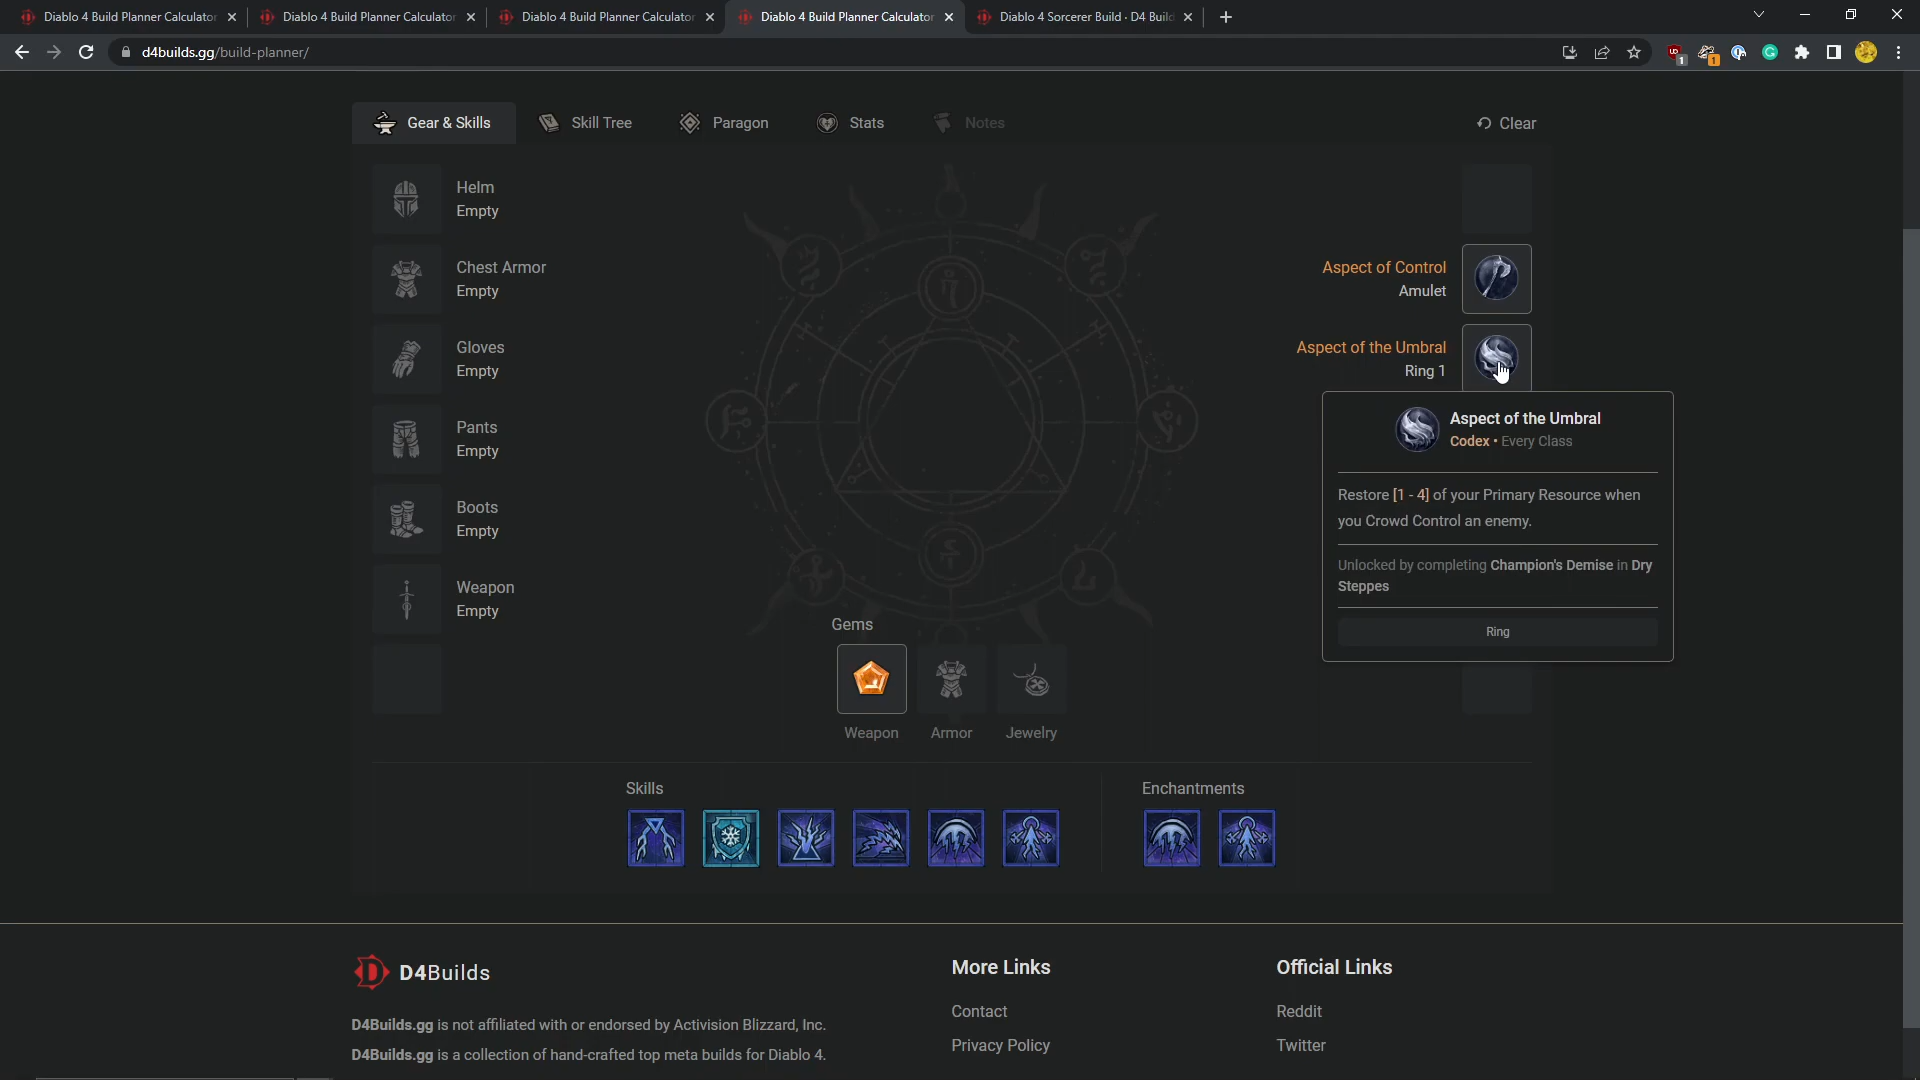 Diablo 4 Build Planner Calculator
Diablo 4 Build Planner Calculator
Diablo 4 Build Planner Calculator
Diablo 4 Build Planner Calculator
Diablo 4 Sorcerer Build · D4 Build
d4builds.gg/build-planner/
1
1
Gear & Skills
Skill Tree
Paragon
Stats
Notes
Clear
Helm
Empty
Chest Armor
Empty
Aspect of Control
Amulet
Gloves
Empty
Aspect of the Umbral
Ring 1
Pants
Empty
Aspect of the Umbral
Codex • Every Class
Restore [1 - 4] of your Primary Resource when
you Crowd Control an enemy.
Unlocked by completing Champion's Demise in Dry
Steppes
Ring
Boots
Empty
Weapon
Empty
Gems
Weapon
Armor
Jewelry
Skills
Enchantments
D4Builds
D4Builds.gg is not affiliated with or endorsed by Activision Blizzard, Inc.
D4Builds.gg is a collection of hand-crafted top meta builds for Diablo 4.
More Links
Contact
Privacy Policy
Official Links
Reddit
Twitter